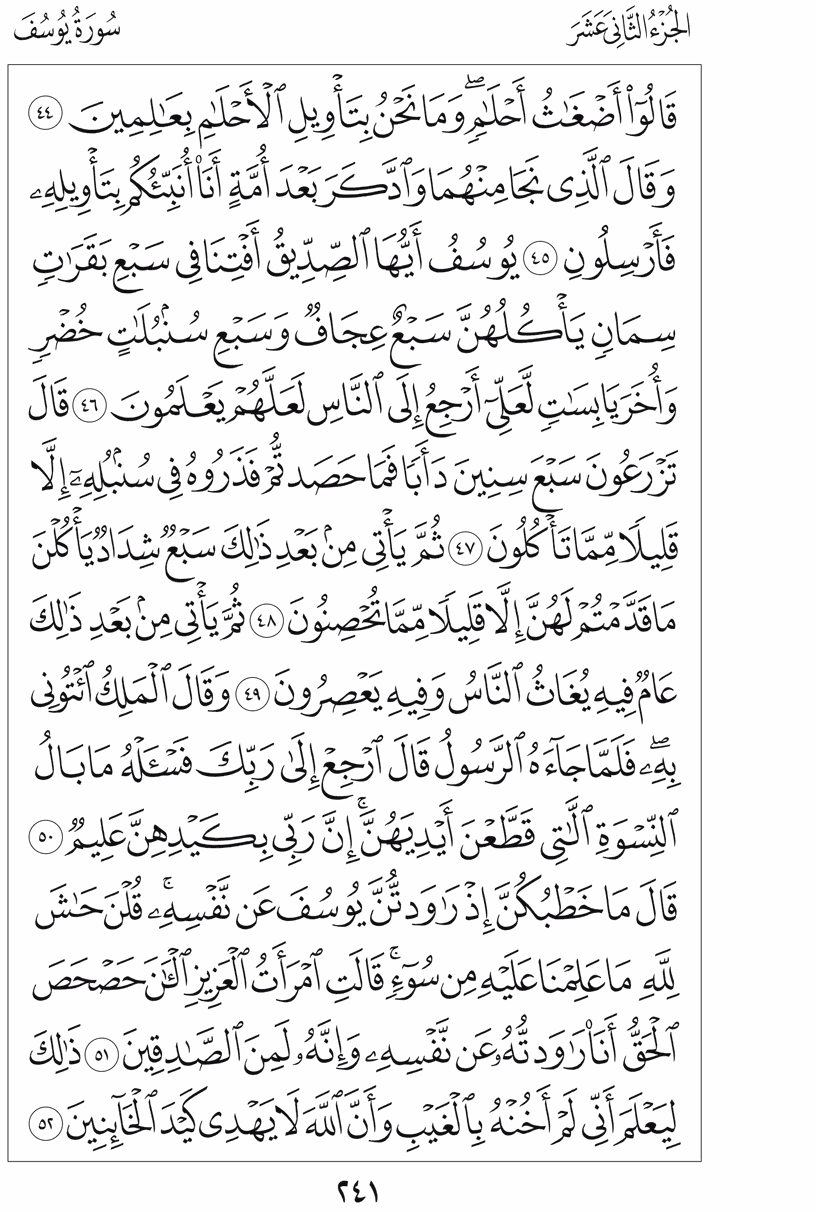 الجُزْءُ الثَّانِي عَشَرَ
سُورَةُ يُوسُفَ
قَالُوٓا۟ أَضْغَٰثُ أَحْلَٰمٍۖ وَمَا نَحْنُ بِتَأْوِيلِ ٱلْأَحْلَٰمِ بِعَٰلِمِينَ ٤٤
وَقَالَ ٱلَّذِى نَجَا مِنْهُمَا وَٱدَّكَرَ بَعْدَ أُمَّةٍ أَنَا۠ أُنَبِّئُكُم بِتَأْوِيلِهِۦ
فَأَرْسِلُونِ ٤٥ يُوسُفُ أَيُّهَا ٱلصِّدِّيقُ أَفْتِنَا فِى سَبْعِ بَقَرَٰتٍ
سِمَانٍ يَأْكُلُهُنَّ سَبْعٌ عِجَافٌ وَسَبْعِ سُنۢبُلَٰتٍ خُضْرٍ
وَأُخَرَ يَابِسَٰتٍ لَّعَلِّىٓ أَرْجِعُ إِلَى ٱلنَّاسِ لَعَلَّهُمْ يَعْلَمُونَ ٤٦ قَالَ
تَزْرَعُونَ سَبْعَ سِنِينَ دَأَبًا فَمَا حَصَدتُّمْ فَذَرُوهُ فِى سُنۢبُلِهِۦٓ إِلَّا
قَلِيلًا مِّمَّا تَأْكُلُونَ ٤٧ ثُمَّ يَأْتِى مِنۢ بَعْدِ ذَٰلِكَ سَبْعٌ شِدَادٌ يَأْكُلْنَ
مَا قَدَّمْتُمْ لَهُنَّ إِلَّا قَلِيلًا مِّمَّا تُحْصِنُونَ ٤٨ ثُمَّ يَأْتِى مِنۢ بَعْدِ ذَٰلِكَ
عَامٌ فِيهِ يُغَاثُ ٱلنَّاسُ وَفِيهِ يَعْصِرُونَ ٤٩ وَقَالَ ٱلْمَلِكُ ٱئْتُونِى
بِهِۦۖ فَلَمَّا جَآءَهُ ٱلرَّسُولُ قَالَ ٱرْجِعْ إِلَىٰ رَبِّكَ فَسْـَٔلْهُ مَا بَالُ
ٱلنِّسْوَةِ ٱلَّٰتِى قَطَّعْنَ أَيْدِيَهُنَّۚ إِنَّ رَبِّى بِكَيْدِهِنَّ عَلِيمٌ ٥٠
قَالَ مَا خَطْبُكُنَّ إِذْ رَٰوَدتُّنَّ يُوسُفَ عَن نَّفْسِهِۦۚ قُلْنَ حَٰشَ
لِلَّهِ مَا عَلِمْنَا عَلَيْهِ مِن سُوٓءٍۚ قَالَتِ ٱمْرَأَتُ ٱلْعَزِيزِ ٱلْـَٰٔنَ حَصْحَصَ
ٱلْحَقُّ أَنَا۠ رَٰوَدتُّهُۥ عَن نَّفْسِهِۦ وَإِنَّهُۥ لَمِنَ ٱلصَّٰدِقِينَ ٥١ ذَٰلِكَ
لِيَعْلَمَ أَنِّى لَمْ أَخُنْهُ بِٱلْغَيْبِ وَأَنَّ ٱللَّهَ لَا يَهْدِى كَيْدَ ٱلْخَآئِنِينَ ٥٢
٢٤١